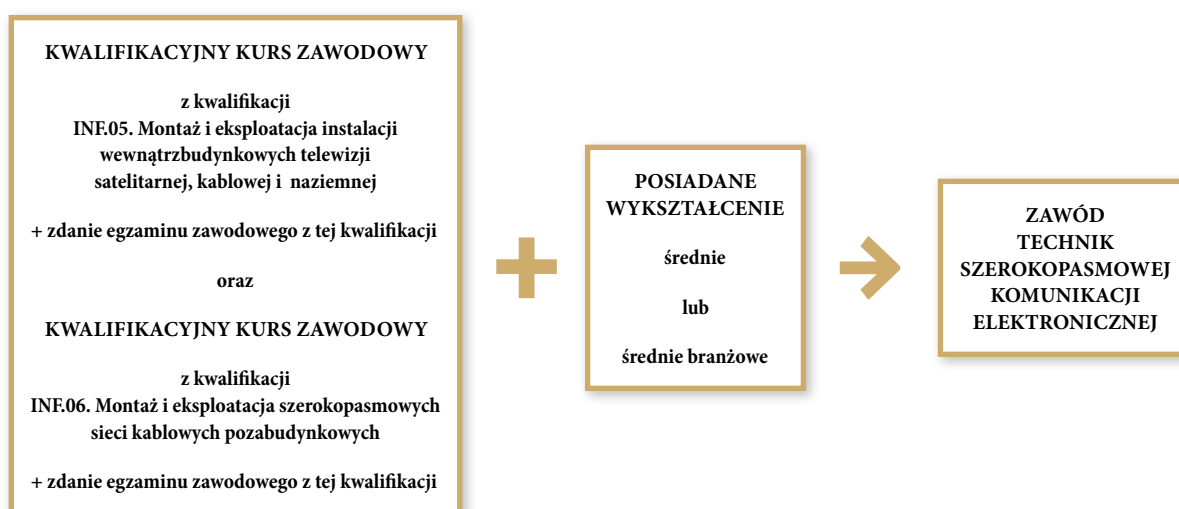 KWALIFIKACYJNY KURS ZAWODOWY
z kwalifikacji
INF.05. Montaż i eksploatacja instalacji
wewnątrzbudynkowych telewizji
satelitarnej, kablowej i naziemnej
+ zdanie egzaminu zawodowego z tej kwalifikacji
oraz
KWALIFIKACYJNY KURS ZAWODOWY
z kwalifikacji
INF.06. Montaż i eksploatacja szerokopasmowych
sieci kablowych pozabudynkowych
+ zdanie egzaminu zawodowego z tej kwalifikacji
POSIADANE
WYKSZTAŁCENIE
średnie
lub
średnie branżowe
ZAWÓD
TECHNIK
SZEROKOPASMOWEJ
KOMUNIKACJI
ELEKTRONICZNEJ